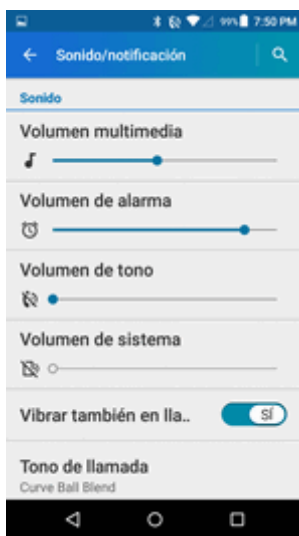 99% 7:50 PM
Sonido/notificación
Sonido
Volumen multimedia
Volumen de alarma
Volumen de tono
Volumen de sistema
Vibrar también en lla..
SÍ
Tono de llamada
Curve Ball Blend